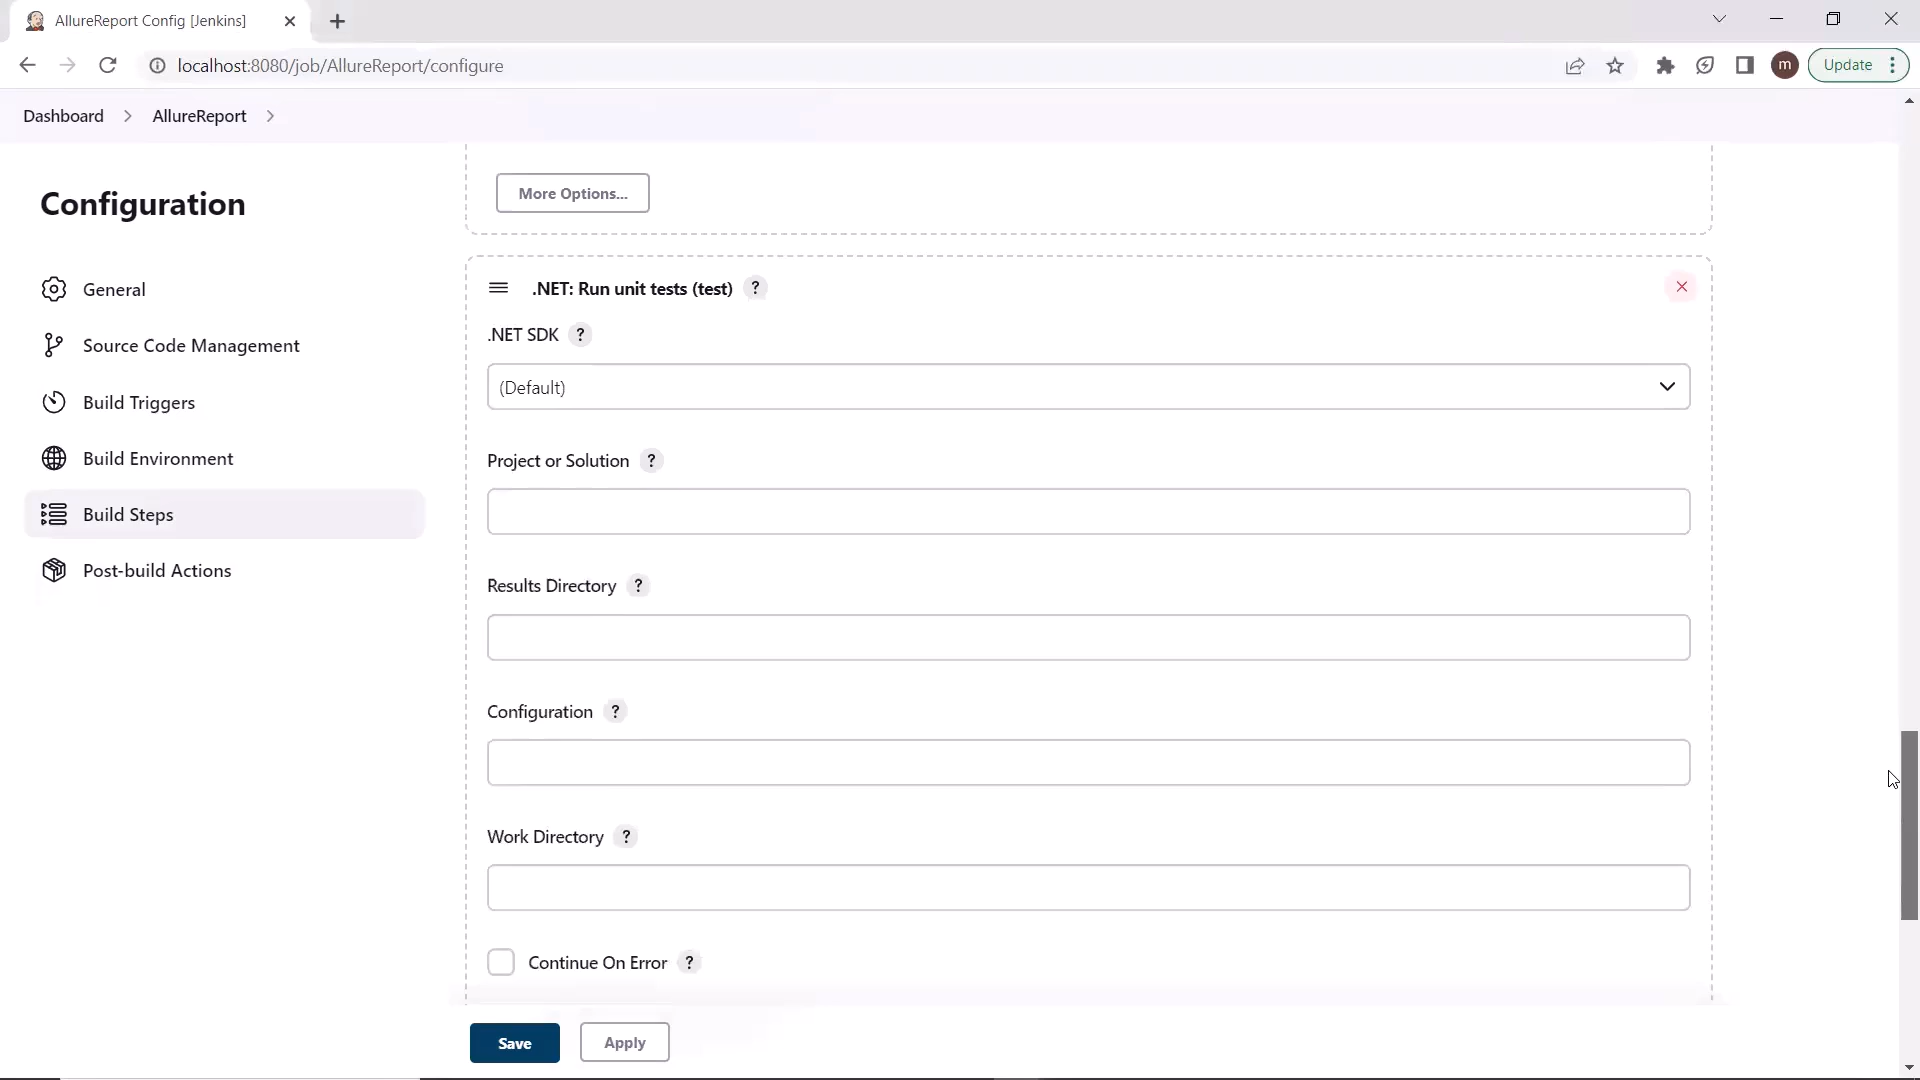 AllureReport Config [Jenkins]
localhost:8080/job/AllureReport/configure
m
Update
Dashboard
AllureReport
Configuration
General
Source Code Management
Build Triggers
Build Environment
Build Steps
Post-build Actions
More Options...
.NET: Run unit tests (test) ?
.NET SDK ?
(Default)
Project or Solution ?
Results Directory ?
Configuration ?
Work Directory ?
Continue On Error ?
Save
Apply